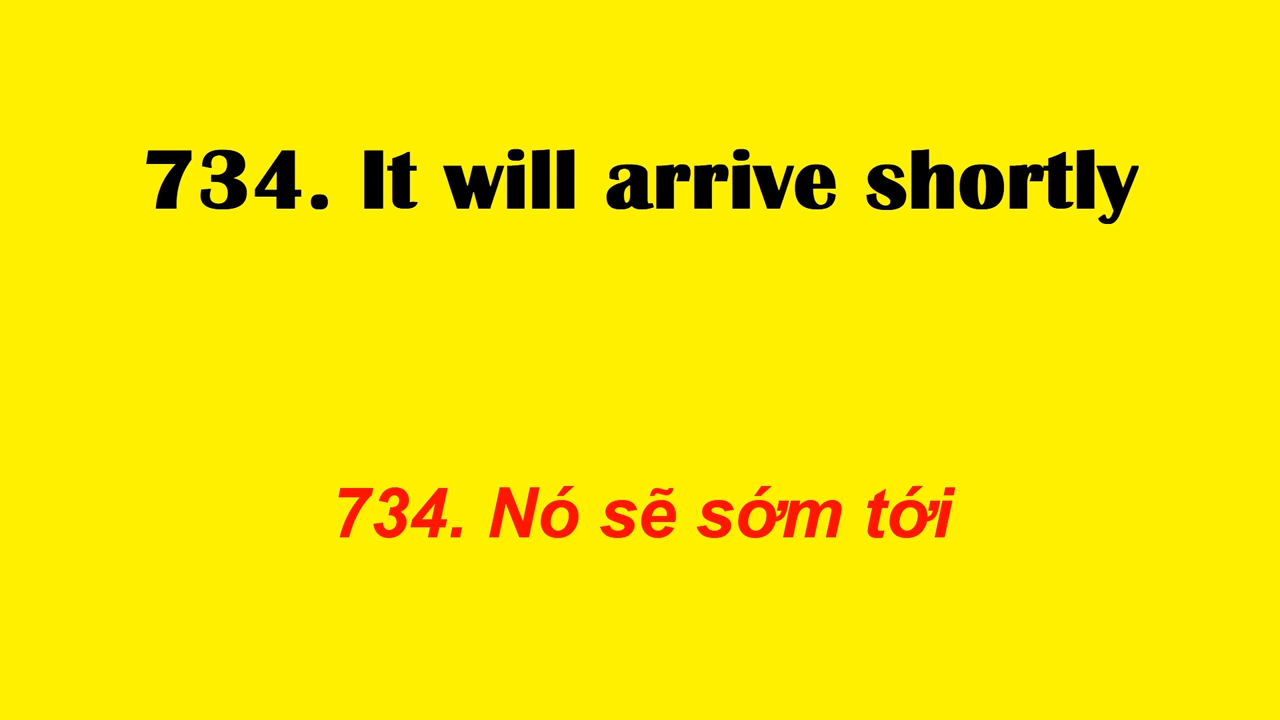 734. It will arrive shortly
734. Nó sẽ sớm tới